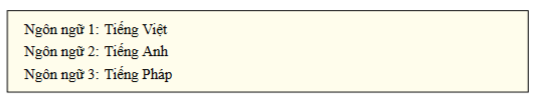 Ngôn ngữ 1: Tiếng Việt
Ngôn ngữ 2: Tiếng Anh
Ngôn ngữ 3: Tiếng Pháp